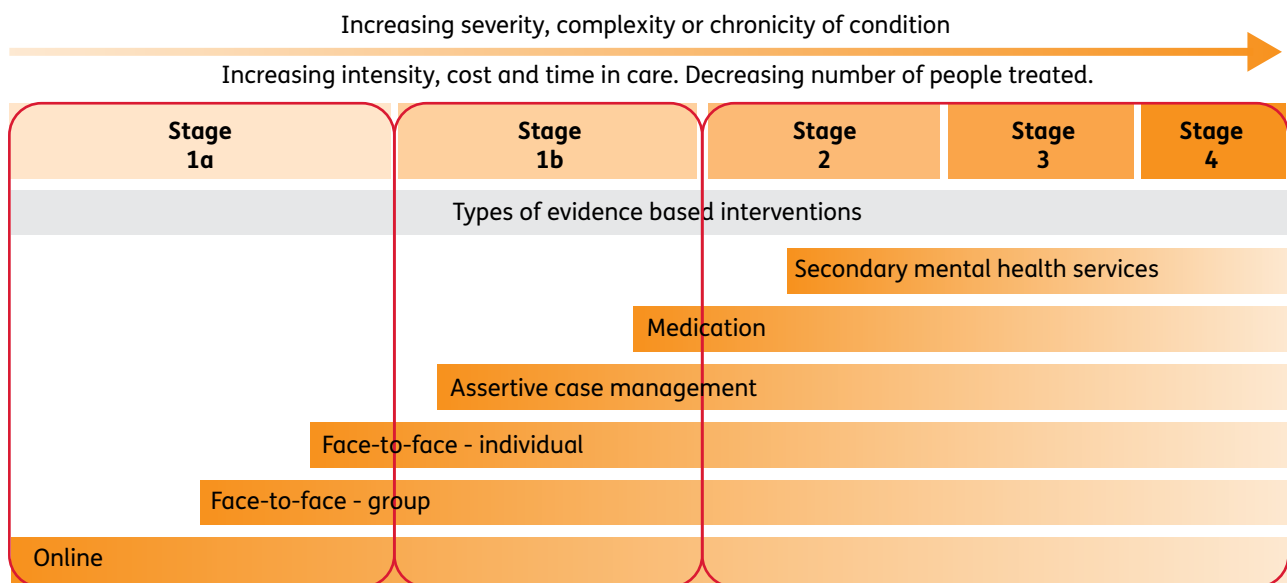 Increasing severity, complexity or chronicity of condition
Increasing intensity, cost and time in care. Decreasing number of people treated.
Stage
1a
Stage
1b
Stage
2
Stage
3
Stage
4
Types of evidence based interventions
Secondary mental health services
Medication
Assertive case management
Face-to-face - individual
Face-to-face - group
Online